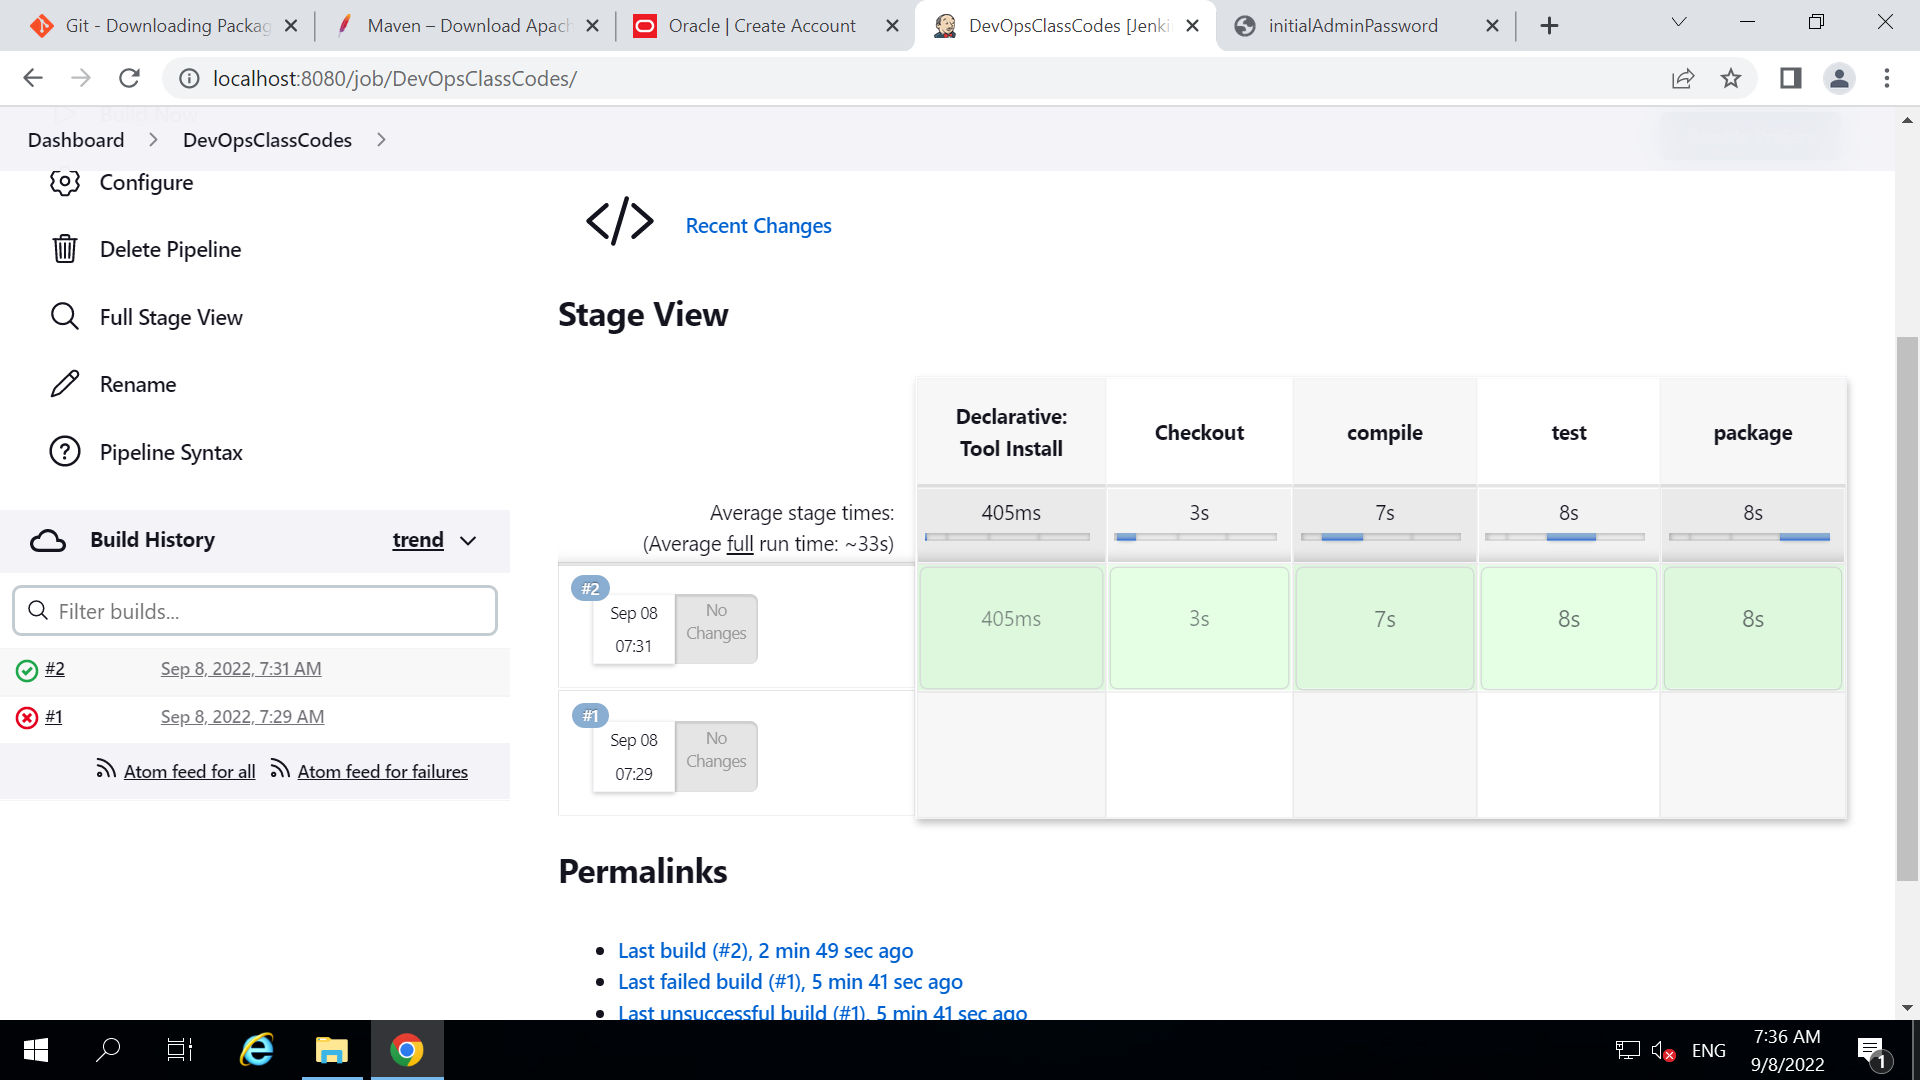 Git - Downloading Packag
Maven – Download Apach
Oracle | Create Account
DevOpsClassCodes [Jenki
initialAdminPassword
localhost:8080/job/DevOpsClassCodes/
Build Now
Dashboard
DevOpsClassCodes
Configure
Delete Pipeline
Full Stage View
Rename
Pipeline Syntax
Build History
trend
Filter builds...
#2
Sep 8, 2022, 7:31 AM
#1
Sep 8, 2022, 7:29 AM
Atom feed for all
Atom feed for failures
</> Recent Changes
Stage View
Declarative:
Tool Install
Checkout
compile
test
package
Average stage times:
(Average full run time: ~33s)
405ms
3s
7s
8s
8s
#2
Sep 08
07:31
No
Changes
405ms
3s
7s
8s
8s
#1
Sep 08
07:29
No
Changes
Permalinks
Last build (#2), 2 min 49 sec ago
Last failed build (#1), 5 min 41 sec ago
Last unsuccessful build (#1), 5 min 41 sec ago
ENG
7:36 AM
9/8/2022
1